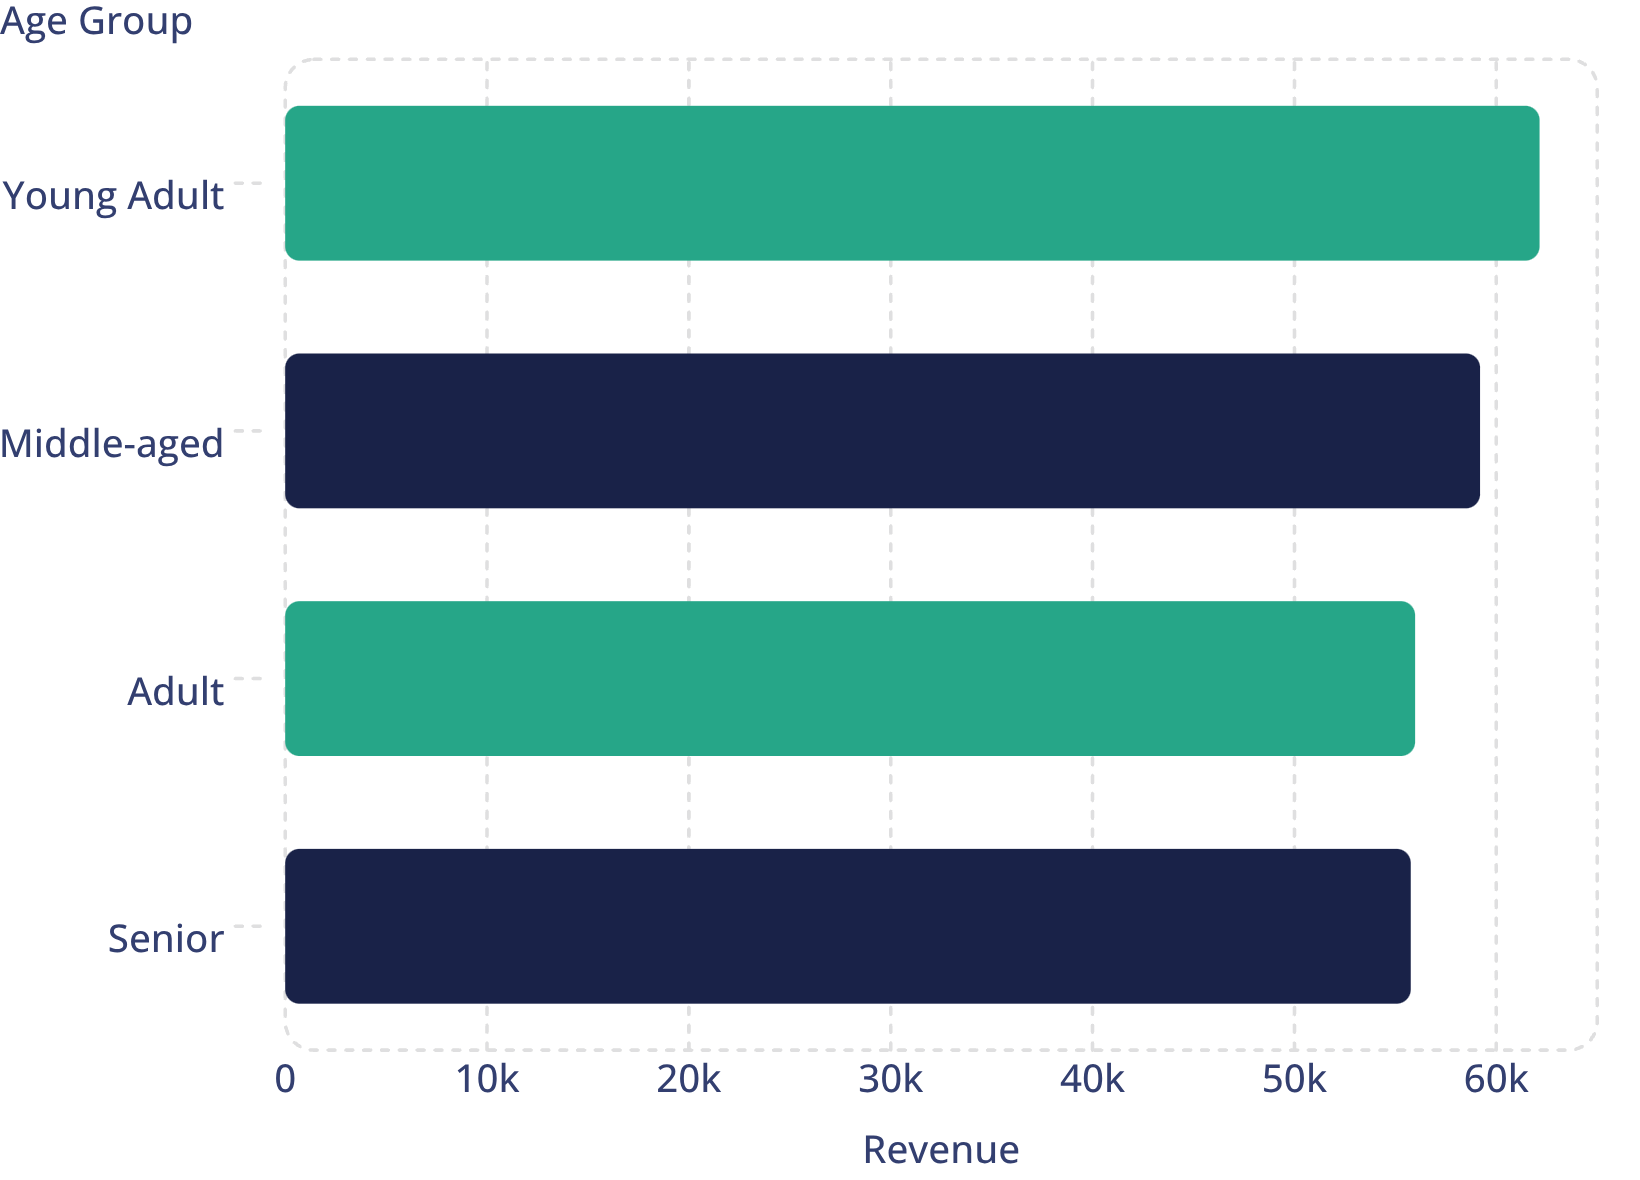 Age Group
Young Adult
Middle-aged
Adult
Senior
0 10k 20k 30k 40k 50k 60k
Revenue